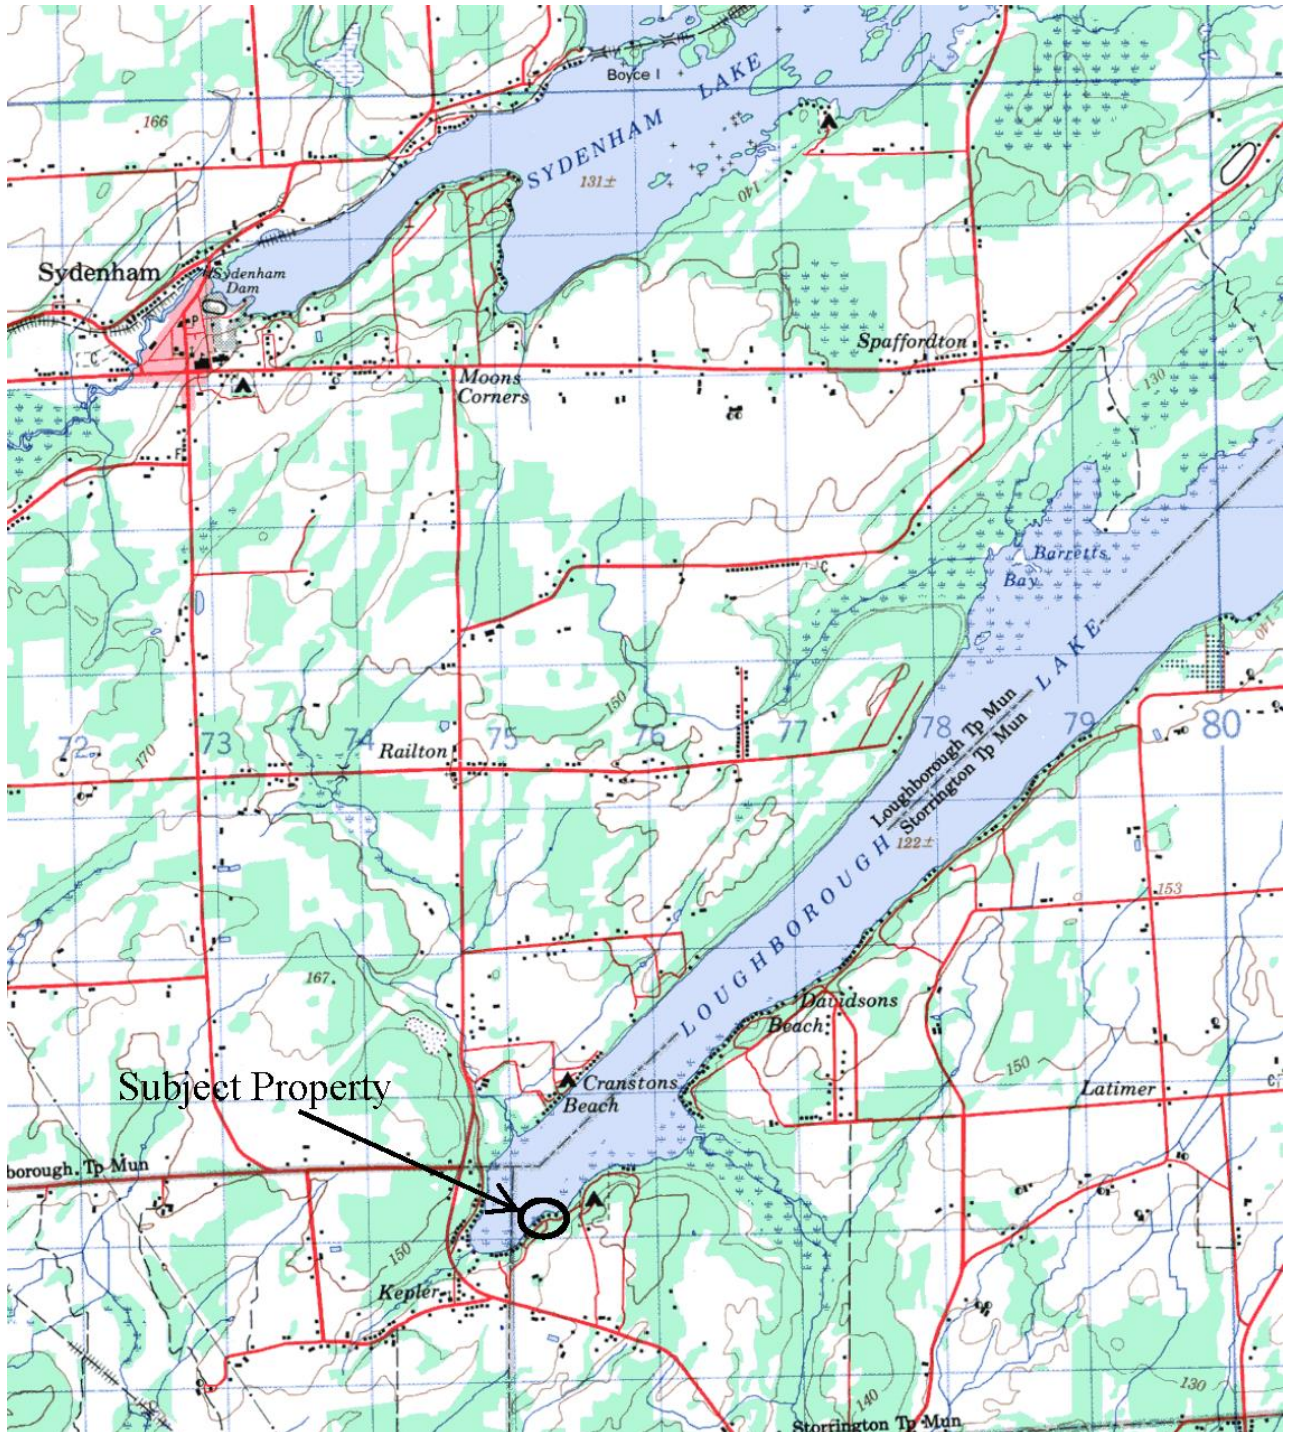 Boyce I
SYDENHAM LAKE
166
131±
140
Sydenham
Sydenham
Dam
P
C
Spaffordton
Moons
Corners
130
F
Barretts
Bay
C
140
150
72
73
74
75
76
77
78
79
80
170
Railton
Loughborough Tp Mun
Storrington Tp Mun
LOUGHBOROUGH LAKE
122±
153
167
Davidsons
Beach
150
Subject Property
Cranstons
Beach
Latimer
C
borough. Tp Mun
150
Kepler
140
130
Storrington Tp Mun